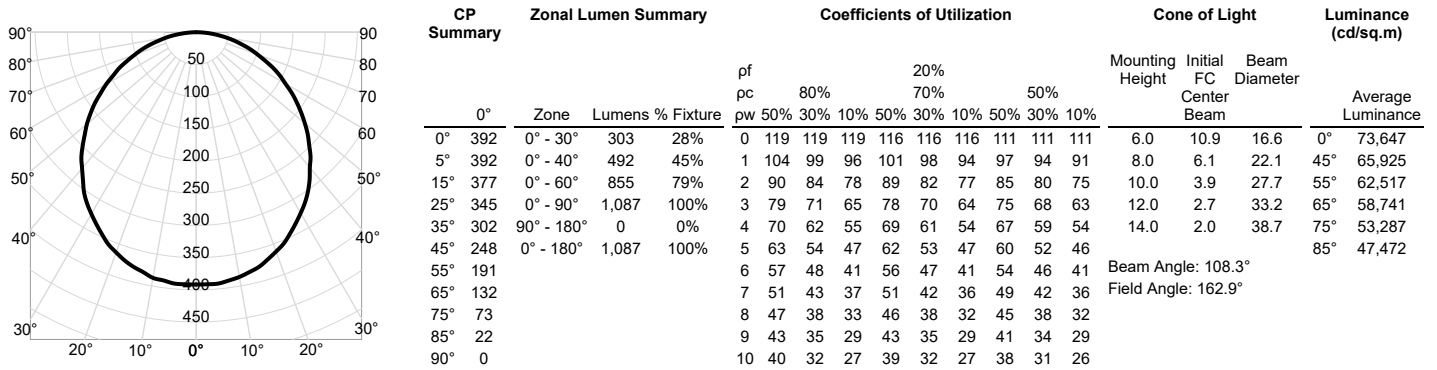 CP Summary
0°
0° 392
5° 392
15° 377
25° 345
35° 302
45° 248
55° 191
65° 132
75° 73
85° 22
90° 0
Zonal Lumen Summary
Zone Lumens % Fixture
0° - 30° 303 28%
0° - 40° 492 45%
0° - 60° 855 79%
0° - 90° 1,087 100%
90° - 180° 0 0%
0° - 180° 1,087 100%
Coefficients of Utilization
ρf 20%
ρc 80% 70% 50%
ρw 50% 30% 10% 50% 30% 10% 50% 30% 10%
0 119 119 119 116 116 116 111 111 111
1 104 99 96 101 98 94 97 94 91
2 90 84 78 89 82 77 85 80 75
3 79 71 65 78 70 64 75 68 63
4 70 62 55 69 61 54 67 59 54
5 63 54 47 62 53 47 60 52 46
6 57 48 41 56 47 41 54 46 41
7 51 43 37 51 42 36 49 42 36
8 47 38 33 46 38 32 45 38 32
9 43 35 29 43 35 29 41 34 29
10 40 32 27 39 32 27 38 31 26
Cone of Light
Mounting Height Initial FC Center Beam Beam Diameter
6.0 10.9 16.6
8.0 6.1 22.1
10.0 3.9 27.7
12.0 2.7 33.2
14.0 2.0 38.7
Beam Angle: 108.3°
Field Angle: 162.9°
Luminance
(cd/sq.m)
Average
Luminance
0° 73,647
45° 65,925
55° 62,517
65° 58,741
75° 53,287
85° 47,472
90° 90
80° 80
70° 70
60° 60
50° 50°
40° 40°
30° 30°
20° 10° 0° 10° 20°
50
100
150
200
250
300
350
400
450